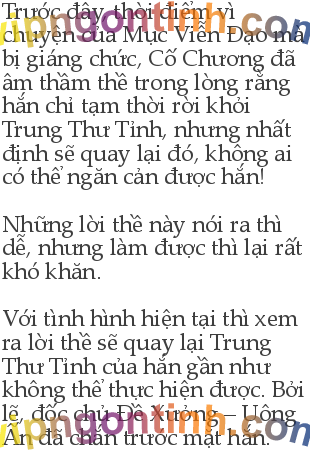 Trước đây, thời điểm vì
chuyện của Mục Viễn Đạo mà
bị giáng chức, Cố Chương đã
âm thầm thề trong lòng rằng
hắn chỉ tạm thời rời khỏi
Trung Thư Tỉnh, nhưng nhất
định sẽ quay lại đó, không ai
có thể ngăn cản được hắn!
Những lời thề này nói ra thì
dễ, nhưng làm được thì lại rất
khó khăn.
Với tình hình hiện tại thì xem
ra lời thề sẽ quay lại Trung
Thư Tỉnh của hắn gần như
không thể thực hiện được. Bởi
lẽ, đốc chủ Đề Xưởng – Uông
Ấn đã chắn trước mặt hắn.
vipngontinh.com
vipngontinh.com